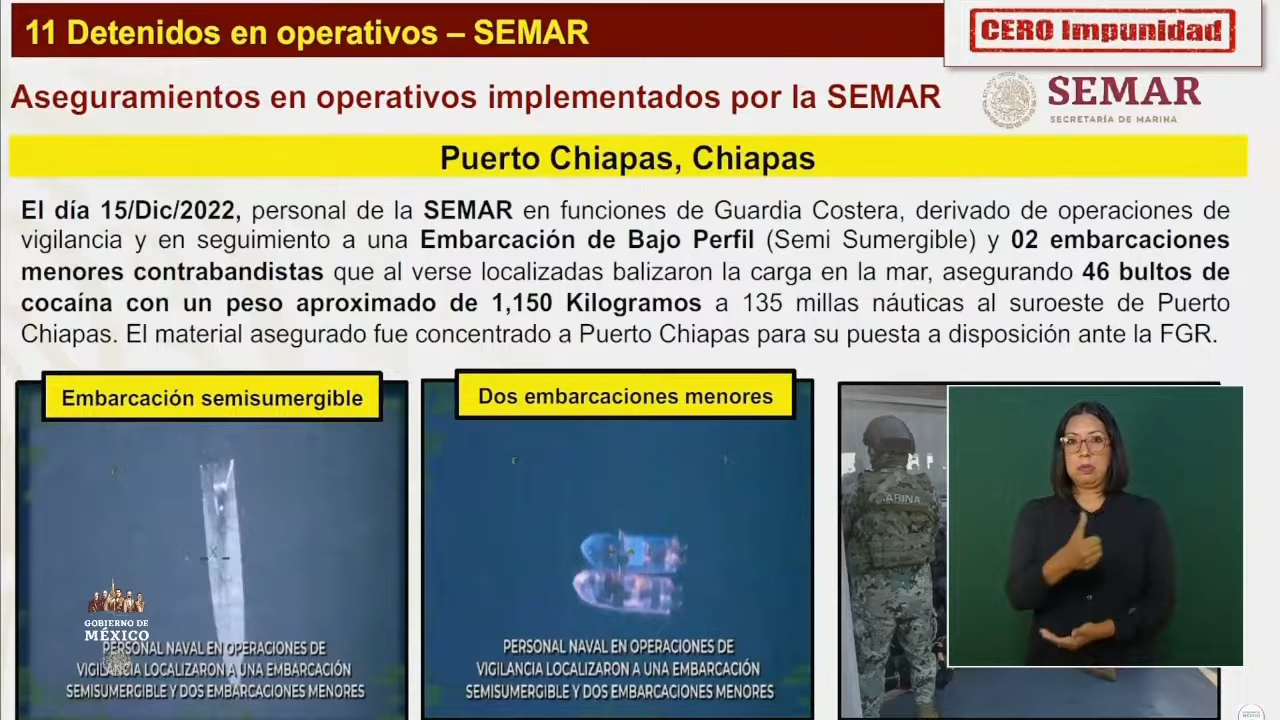 11 Detenidos en operativos – SEMAR
CERO Impunidad
Aseguramientos en operativos implementados por la SEMAR
SEMAR
SECRETARÍA DE MARINA
Puerto Chiapas, Chiapas
El día 15/Dic/2022, personal de la SEMAR en funciones de Guardia Costera, derivado de operaciones de
vigilancia y en seguimiento a una Embarcación de Bajo Perfil (Semi Sumergible) y 02 embarcaciones
menores contrabandistas que al verse localizadas balizaron la carga en la mar, asegurando 46 bultos de
cocaína con un peso aproximado de 1,150 Kilogramos a 135 millas náuticas al suroeste de Puerto
Chiapas. El material asegurado fue concentrado a Puerto Chiapas para su puesta a disposición ante la FGR.
Embarcación semisumergible
GOBIERNO DE
MÉXICO
PERSONAL NAVAL EN OPERACIONES DE
VIGILANCIA LOCALIZARON A UNA EMBARCACIÓN
SEMISUMERGIBLE Y DOS EMBARCACIONES MENORES
Dos embarcaciones menores
PERSONAL NAVAL EN OPERACIONES DE
VIGILANCIA LOCALIZARON A UNA EMBARCACIÓN
SEMISUMERGIBLE Y DOS EMBARCACIONES MENORES
ARINA